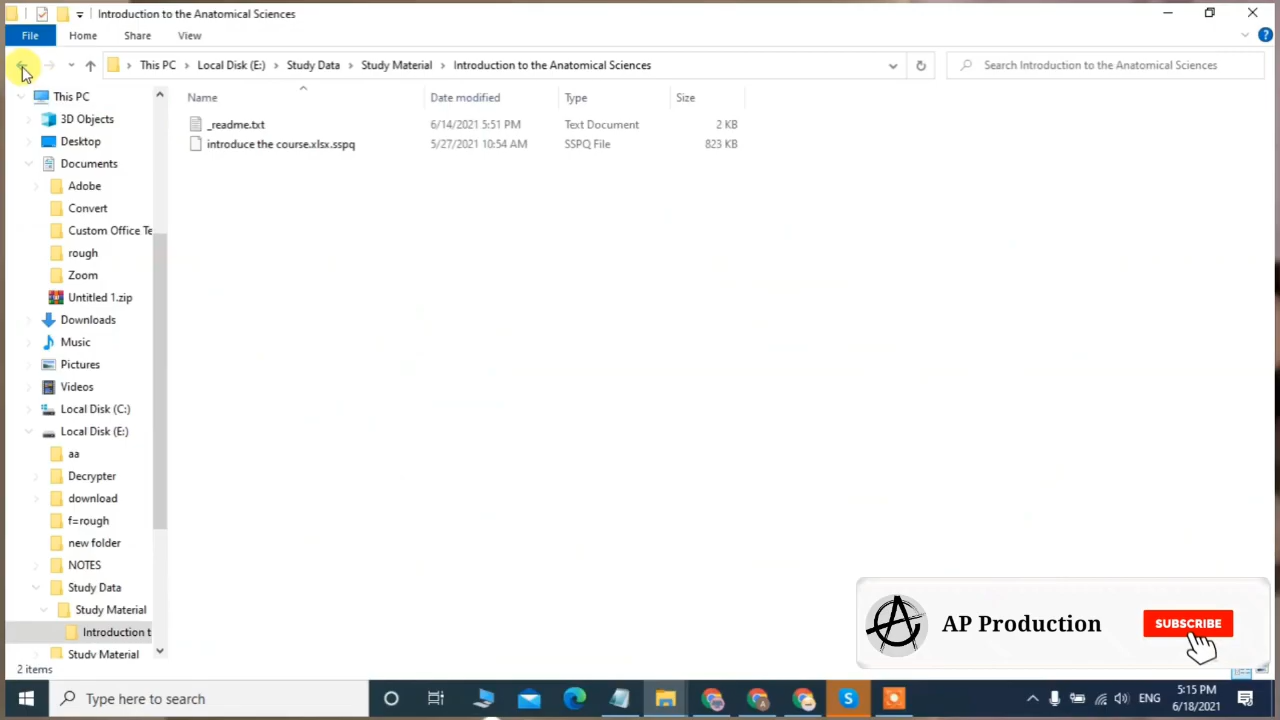 Introduction to the Anatomical Sciences
File Home Share View
This PC Local Disk (E:) Study Data Study Material Introduction to the Anatomical Sciences Search Introduction to the Anatomical Sciences
Name Date modified Type Size
_readme.txt 6/14/2021 5:51 PM Text Document 2 KB
introduce the course.xlsx.sspq 5/27/2021 10:54 AM SSPQ File 823 KB
This PC
3D Objects
Desktop
Documents
Adobe
Convert
Custom Office Te
rough
Zoom
Untitled 1.zip
Downloads
Music
Pictures
Videos
Local Disk (C:)
Local Disk (E:)
aa
Decrypter
download
f=rough
new folder
NOTES
Study Data
Study Material
Introduction t
Study Material
2 items
AP Production SUBSCRIBE
Type here to search
S
ENG
5:15 PM
6/18/2021